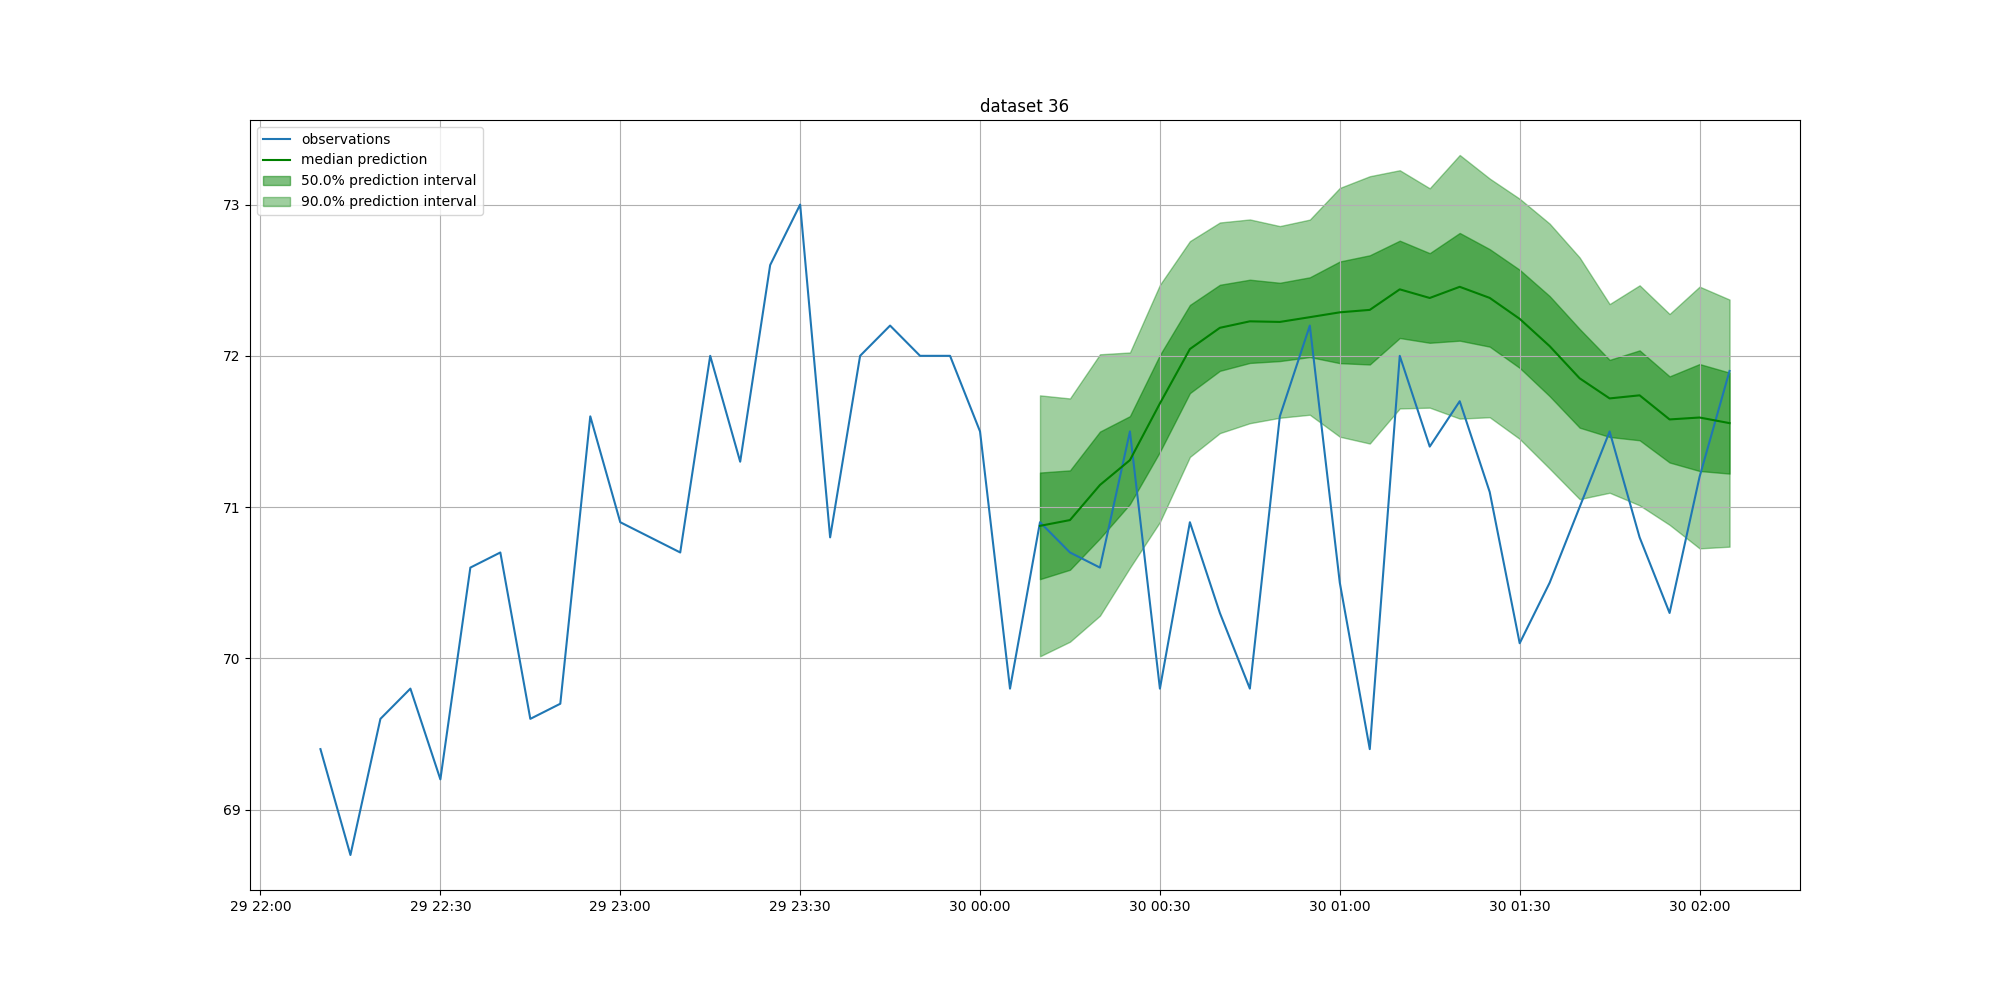 dataset 36
observations
median prediction
50.0% prediction interval
90.0% prediction interval
73
72
71
70
69
29 22:00 29 22:30 29 23:00 29 23:30 30 00:00 30 00:30 30 01:00 30 01:30 30 02:00